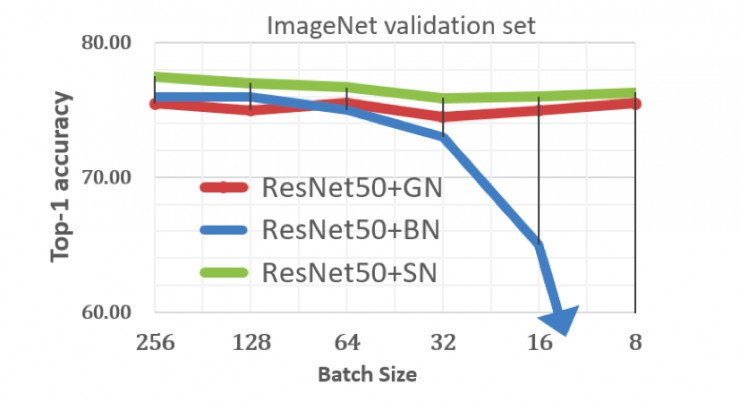 ImageNet validation set
80.00
70.00
60.00
Top-1 accuracy
ResNet50+GN
ResNet50+BN
ResNet50+SN
256 128 64 32 16 8
Batch Size